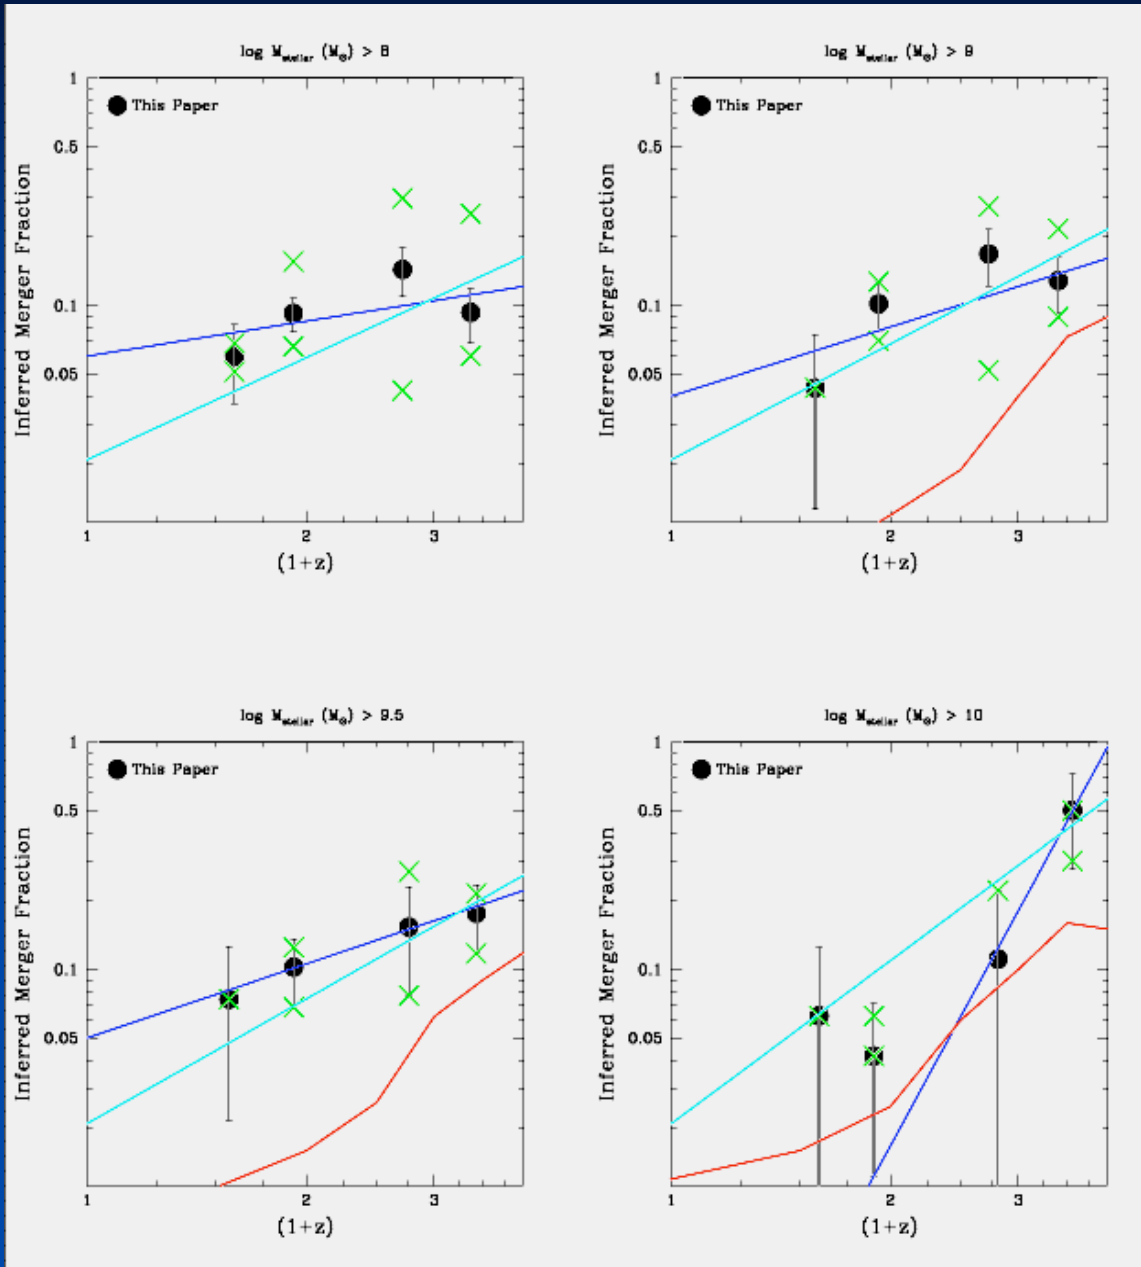 log M_stellar (M_⊙) > 8
This Paper
1
0.5
0.1
0.05
Inferred Merger Fraction
1 2 3
(1+z)
log M_stellar (M_⊙) > 9
This Paper
1
0.5
0.1
0.05
Inferred Merger Fraction
1 2 3
(1+z)
log M_stellar (M_⊙) > 9.5
This Paper
1
0.5
0.1
0.05
Inferred Merger Fraction
1 2 3
(1+z)
log M_stellar (M_⊙) > 10
This Paper
1
0.5
0.1
0.05
Inferred Merger Fraction
1 2 3
(1+z)